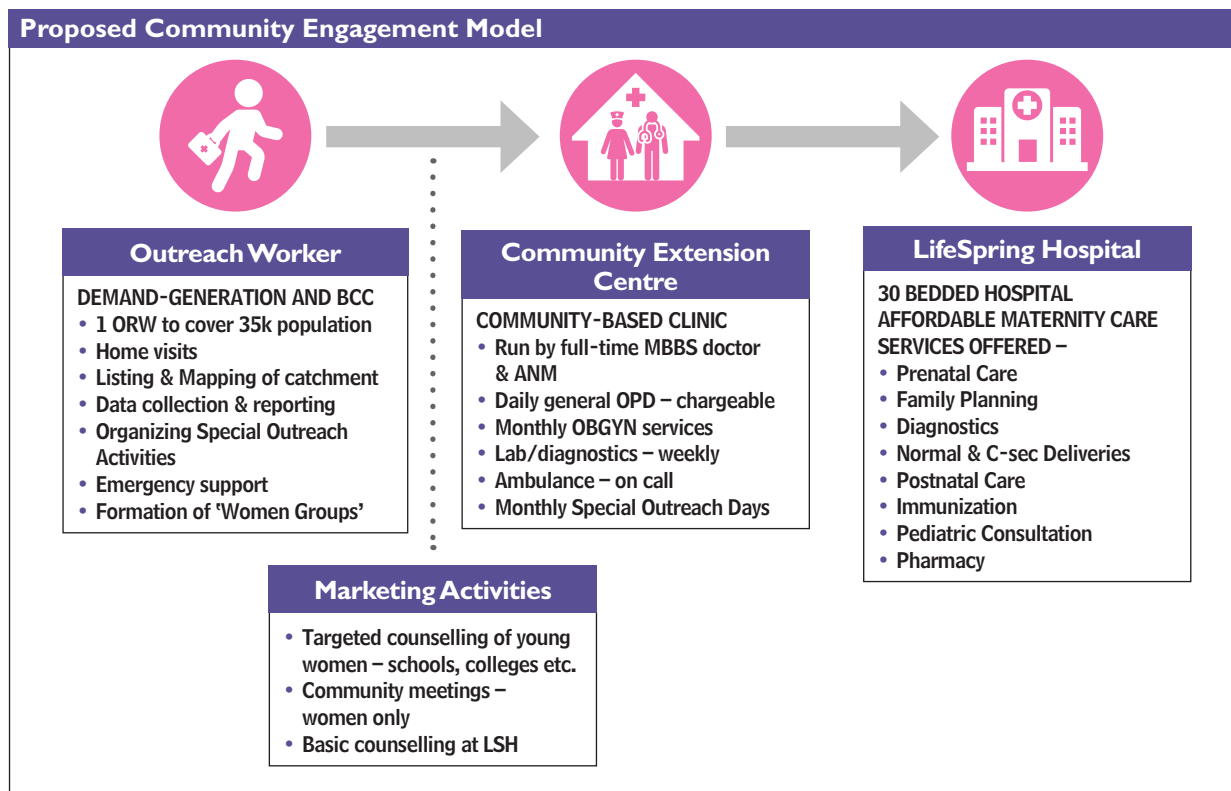 Proposed Community Engagement Model
Outreach Worker
DEMAND-GENERATION AND BCC
• 1 ORW to cover 35k population
• Home visits
• Listing & Mapping of catchment
• Data collection & reporting
• Organizing Special Outreach
Activities
• Emergency support
• Formation of ‘Women Groups’
Community Extension
Centre
COMMUNITY-BASED CLINIC
• Run by full-time MBBS doctor
& ANM
• Daily general OPD – chargeable
• Monthly OBGYN services
• Lab/diagnostics – weekly
• Ambulance – on call
• Monthly Special Outreach Days
LifeSpring Hospital
30 BEDDED HOSPITAL
AFFORDABLE MATERNITY CARE
SERVICES OFFERED –
• Prenatal Care
• Family Planning
• Diagnostics
• Normal & C-sec Deliveries
• Postnatal Care
• Immunization
• Pediatric Consultation
• Pharmacy
Marketing Activities
• Targeted counselling of young
women – schools, colleges etc.
• Community meetings –
women only
• Basic counselling at LSH